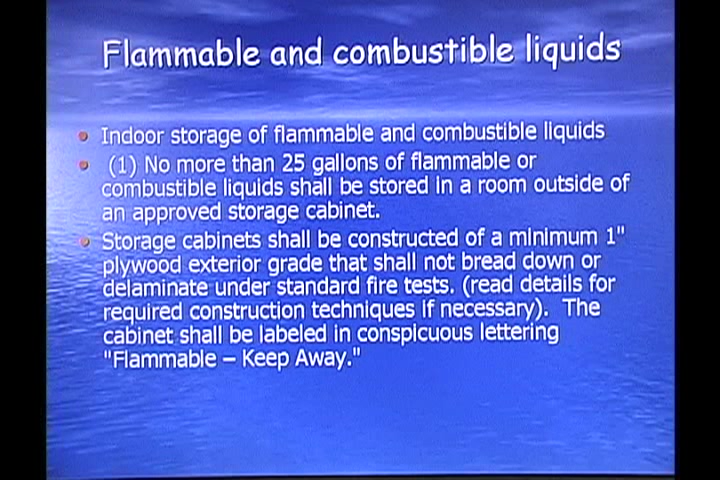 Flammable and combustible liquids
Indoor storage of flammable and combustible liquids
(1) No more than 25 gallons of flammable or
combustible liquids shall be stored in a room outside of
an approved storage cabinet.
Storage cabinets shall be constructed of a minimum 1"
plywood exterior grade that shall not bread down or
delaminate under standard fire tests. (read details for
required construction techniques if necessary). The
cabinet shall be labeled in conspicuous lettering
"Flammable – Keep Away."